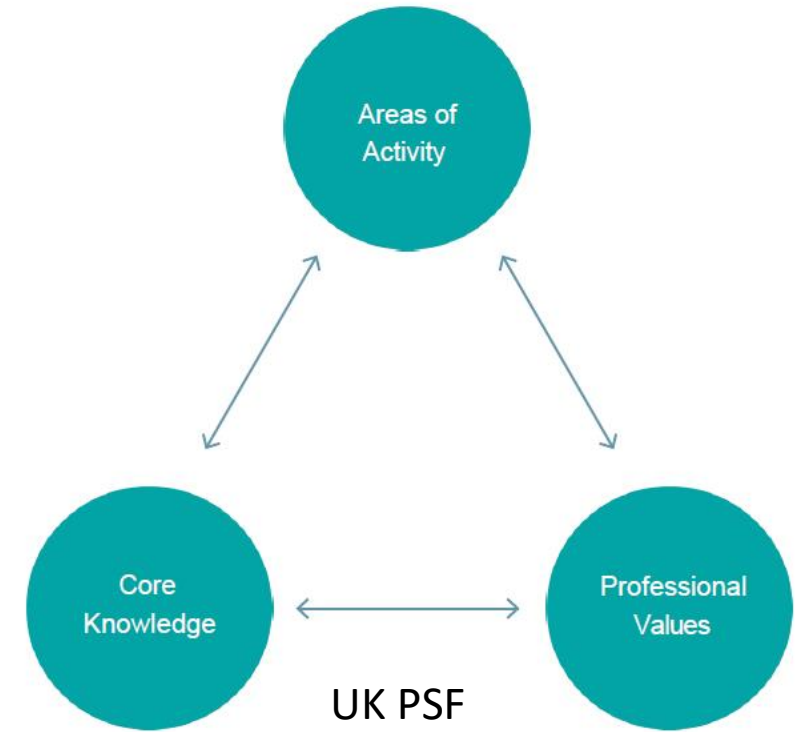 Areas of
Activity
Core
Knowledge
Professional
Values
UK PSF